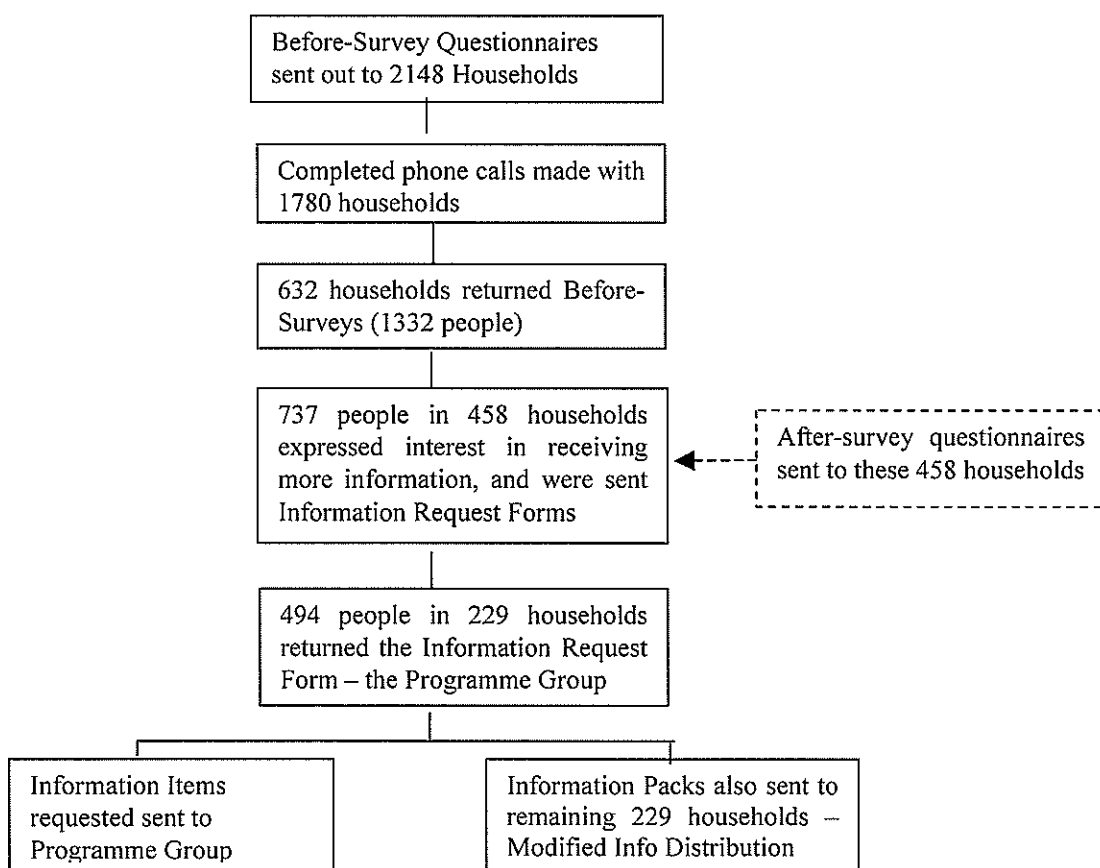 Before-Survey Questionnaires
sent out to 2148 Households
Completed phone calls made with
1780 households
632 households returned Before-
Surveys (1332 people)
737 people in 458 households
expressed interest in receiving
more information, and were sent
Information Request Forms
After-survey questionnaires
sent to these 458 households
494 people in 229 households
returned the Information Request
Form – the Programme Group
Information Items
requested sent to
Programme Group
Information Packs also sent to
remaining 229 households –
Modified Info Distribution